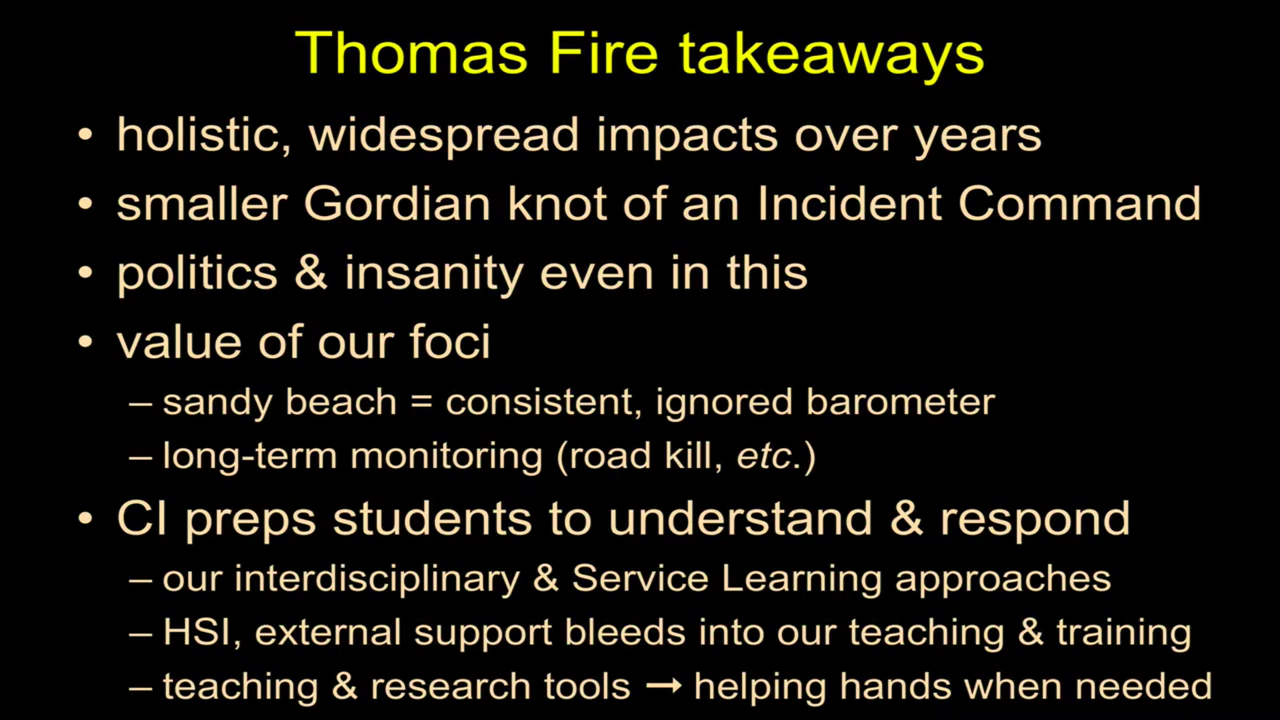 Thomas Fire takeaways
• holistic, widespread impacts over years
• smaller Gordian knot of an Incident Command
• politics & insanity even in this
• value of our foci
– sandy beach = consistent, ignored barometer
– long-term monitoring (road kill, etc.)
• CI preps students to understand & respond
– our interdisciplinary & Service Learning approaches
– HSI, external support bleeds into our teaching & training
– teaching & research tools → helping hands when needed